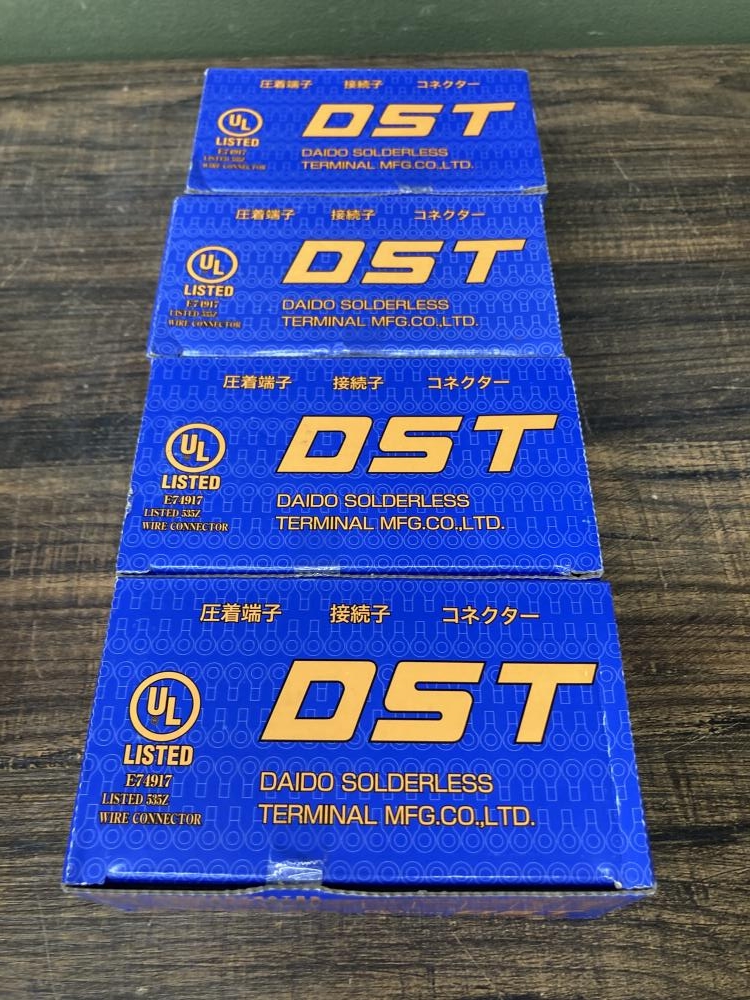 圧着端子 接続子 コネクター
DST
UL
LISTED
E74917
LISTED 535Z
WIRE CONNECTOR
DAIDO SOLDERLESS
TERMINAL MFG.CO.,LTD.
圧着端子 接続子 コネクター
DST
UL
LISTED
E74917
LISTED 535Z
WIRE CONNECTOR
DAIDO SOLDERLESS
TERMINAL MFG.CO.,LTD.
圧着端子 接続子 コネクター
DST
UL
LISTED
E74917
LISTED 535Z
WIRE CONNECTOR
DAIDO SOLDERLESS
TERMINAL MFG.CO.,LTD.
圧着端子 接続子 コネクター
DST
UL
LISTED
E74917
LISTED 535Z
WIRE CONNECTOR
DAIDO SOLDERLESS
TERMINAL MFG.CO.,LTD.